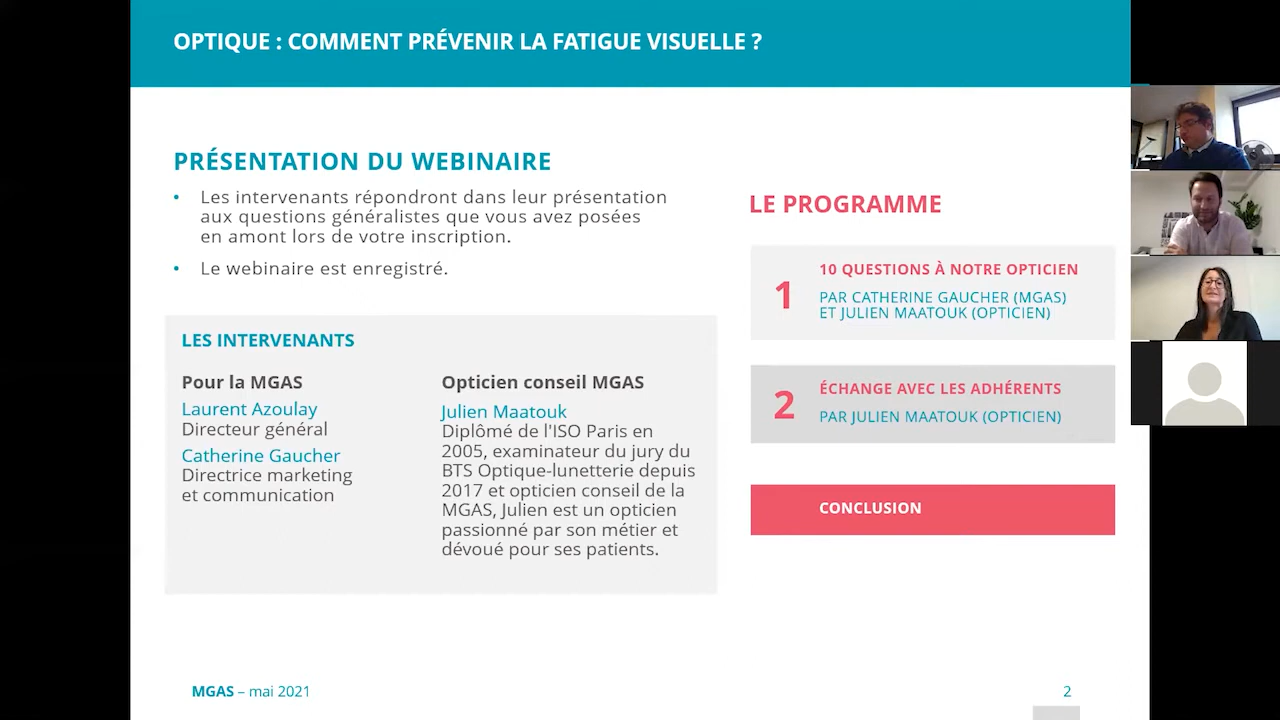 OPTIQUE : COMMENT PRÉVENIR LA FATIGUE VISUELLE ?
PRÉSENTATION DU WEBINAIRE
• Les intervenants répondront dans leur présentation
aux questions généralistes que vous avez posées
en amont lors de votre inscription.
• Le webinaire est enregistré.
LES INTERVENANTS
Pour la MGAS
Laurent Azoulay
Directeur général
Catherine Gaucher
Directrice marketing
et communication
Opticien conseil MGAS
Julien Maatouk
Diplômé de l'ISO Paris en
2005, examinateur du jury du
BTS Optique-lunetterie depuis
2017 et opticien conseil de la
MGAS, Julien est un opticien
passionné par son métier et
dévoué pour ses patients.
LE PROGRAMME
1
10 QUESTIONS À NOTRE OPTICIEN
PAR CATHERINE GAUCHER (MGAS)
ET JULIEN MAATOUK (OPTICIEN)
2
ÉCHANGE AVEC LES ADHÉRENTS
PAR JULIEN MAATOUK (OPTICIEN)
CONCLUSION
MGAS – mai 2021
2